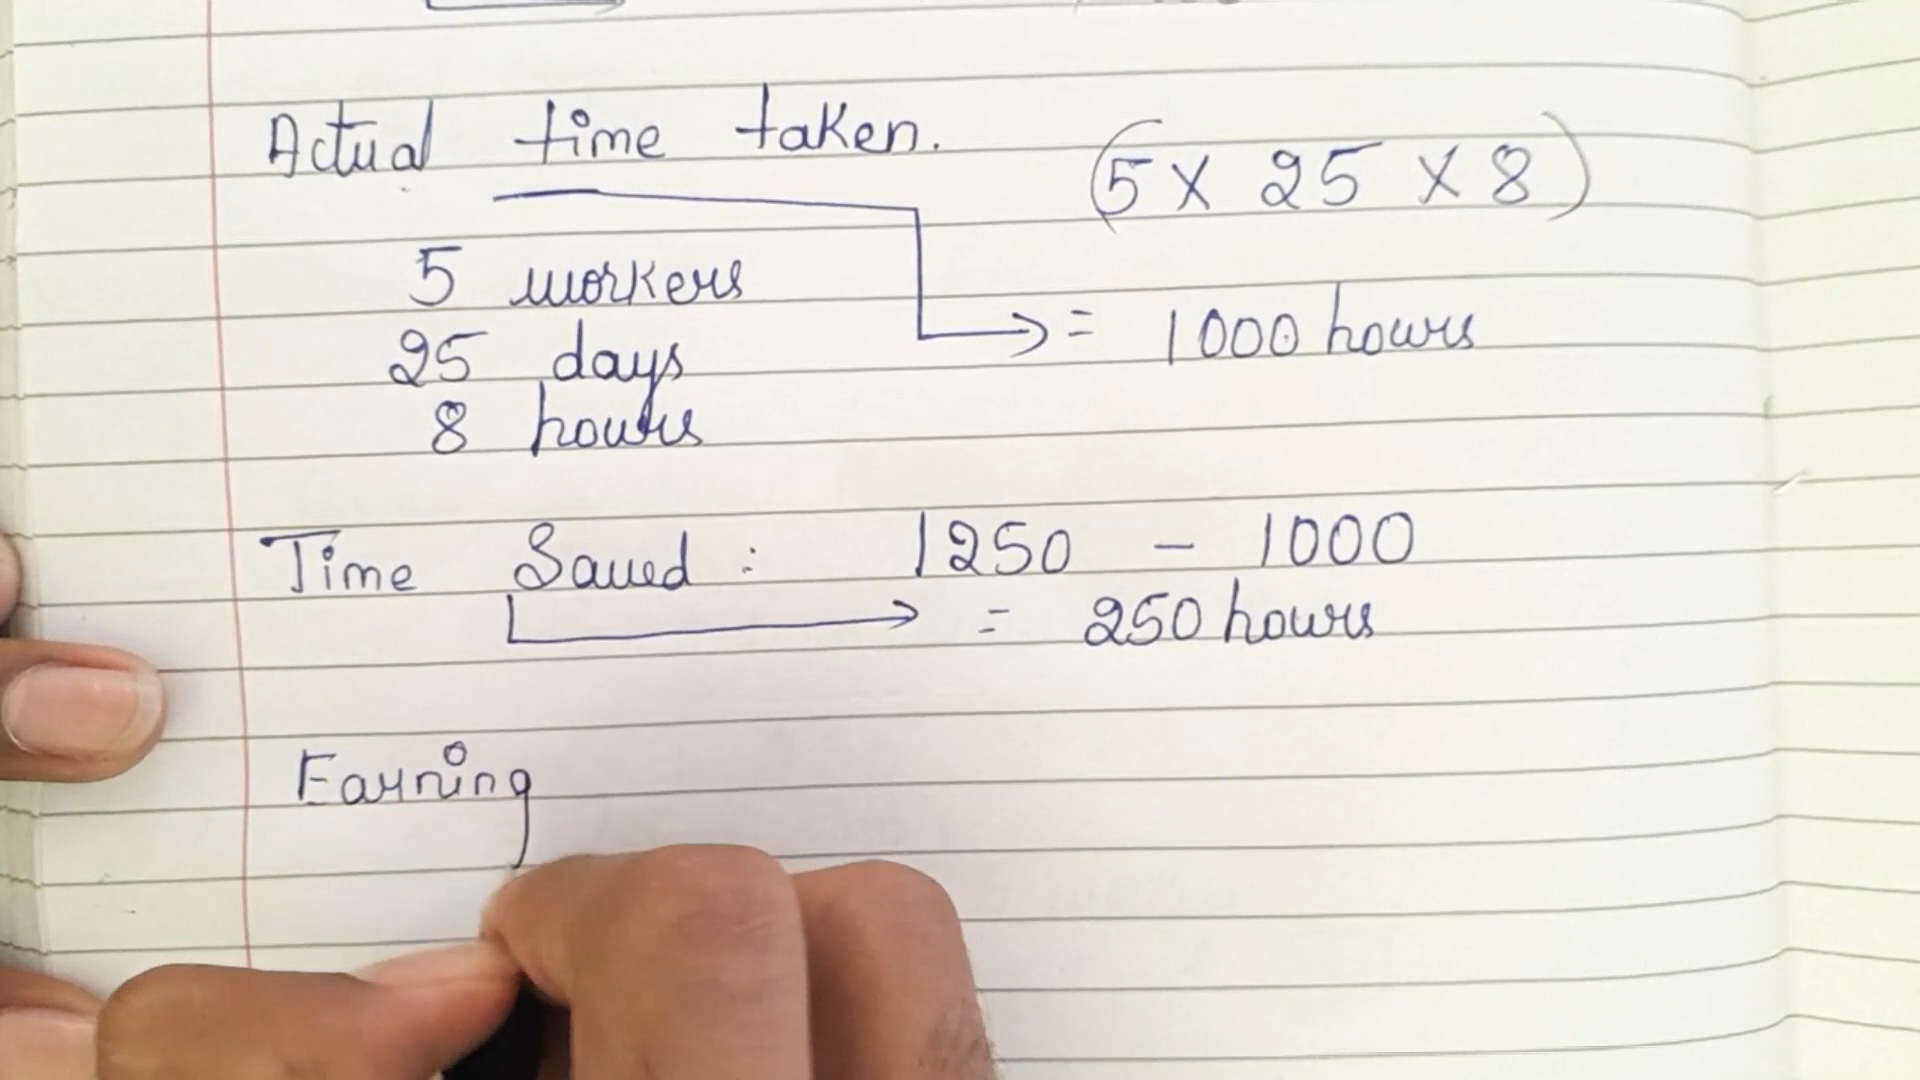 Actual time taken.
(5 X 25 X 8)
5 workers
25 days
8 hours
= 1000 hours
Time Saved : 1250 - 1000
= 250 hours
Earning